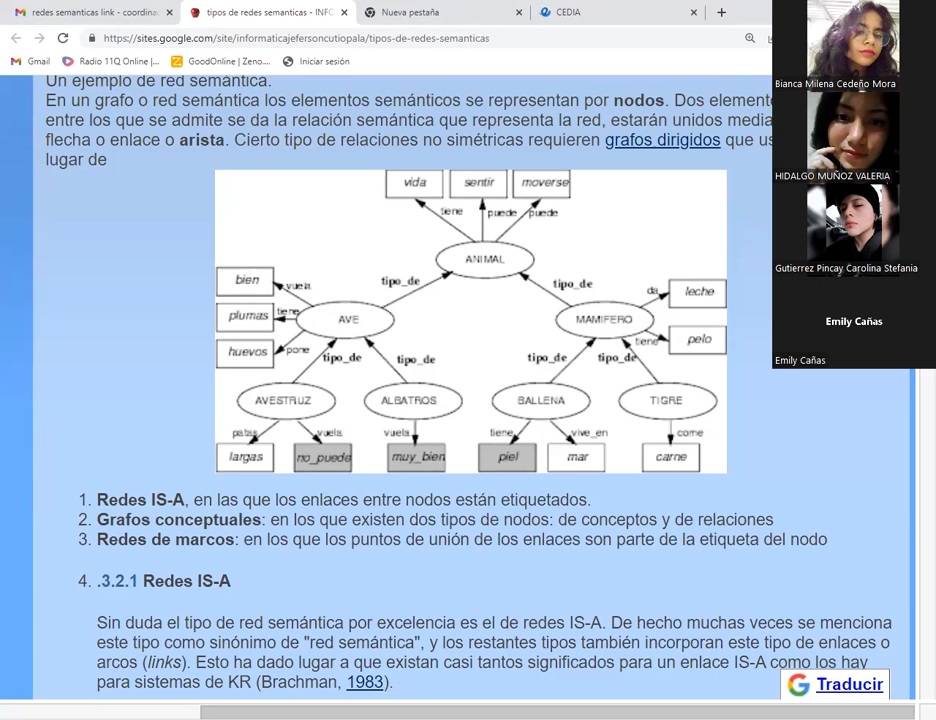 redes semanticas link - coordina
tipos de redes semanticas - INFO
Nueva pestaña
CEDIA
https://sites.google.com/site/informaticajefersoncutiopala/tipos-de-redes-semanticas
Gmail
Radio 11Q Online |...
GoodOnline | Zeno....
Iniciar sesión
Un ejemplo de red semántica.
En un grafo o red semántica los elementos semánticos se representan por nodos. Dos elemento
entre los que se admite se da la relación semántica que representa la red, estarán unidos media
flecha o enlace o arista. Cierto tipo de relaciones no simétricas requieren grafos dirigidos que us
lugar de
vida
sentir
moverse
tiene
puede
puede
ANIMAL
tipo_de
tipo_de
bien
vuela
plumas
tiene
huevos
pone
AVE
MAMIFERO
da
leche
tiene
pelo
tipo_de
tipo_de
tipo_de
tipo_de
AVESTRUZ
ALBATROS
BALLENA
TIGRE
patas
vuela
vuela
tiene
vive_en
come
largas
no_puede
muy_bien
piel
mar
carne
1. Redes IS-A, en las que los enlaces entre nodos están etiquetados.
2. Grafos conceptuales: en los que existen dos tipos de nodos: de conceptos y de relaciones
3. Redes de marcos: en los que los puntos de unión de los enlaces son parte de la etiqueta del nodo
4. .3.2.1 Redes IS-A
Sin duda el tipo de red semántica por excelencia es el de redes IS-A. De hecho muchas veces se menciona
este tipo como sinónimo de "red semántica", y los restantes tipos también incorporan este tipo de enlaces o
arcos (links). Esto ha dado lugar a que existan casi tantos significados para un enlace IS-A como los hay
para sistemas de KR (Brachman, 1983).
G Traducir
Bianca Milena Cedeño Mora
HIDALGO MUÑOZ VALERIA
Gutierrez Pincay Carolina Stefania
Emily Cañas
Emily Cañas